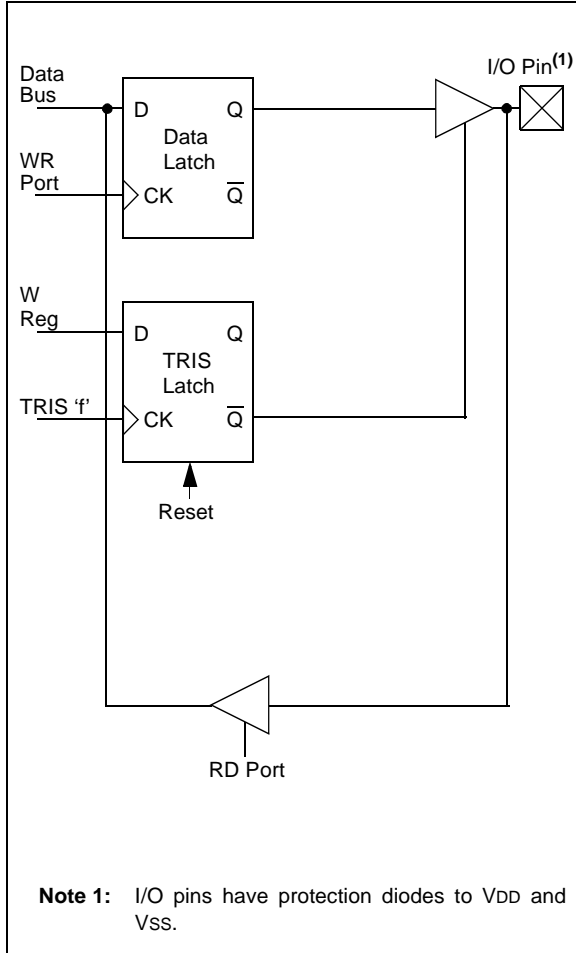 Data
Bus
I/O Pin(1)
D
Q
Data
Latch
WR
Port
CK
Q̅
W
Reg
D
Q
TRIS
Latch
TRIS ‘f’
CK
Q̅
Reset
RD Port
Note 1: I/O pins have protection diodes to VDD and
VSS.